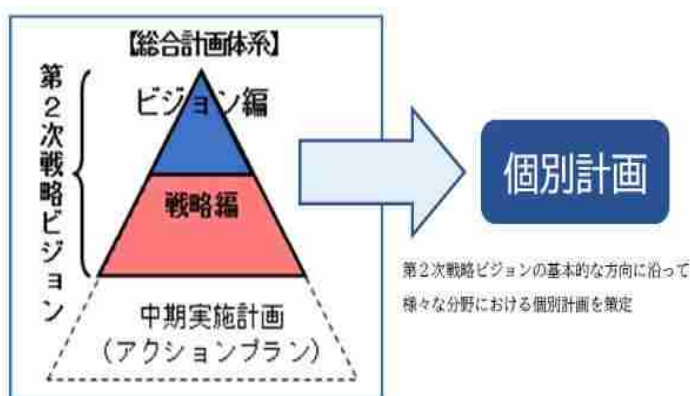 【総合計画体系】
第２次戦略ビジョン
ビジョン編
戦略編
中期実施計画
(アクションプラン)
個別計画
第２次戦略ビジョンの基本的な方向に沿って
様々な分野における個別計画を策定